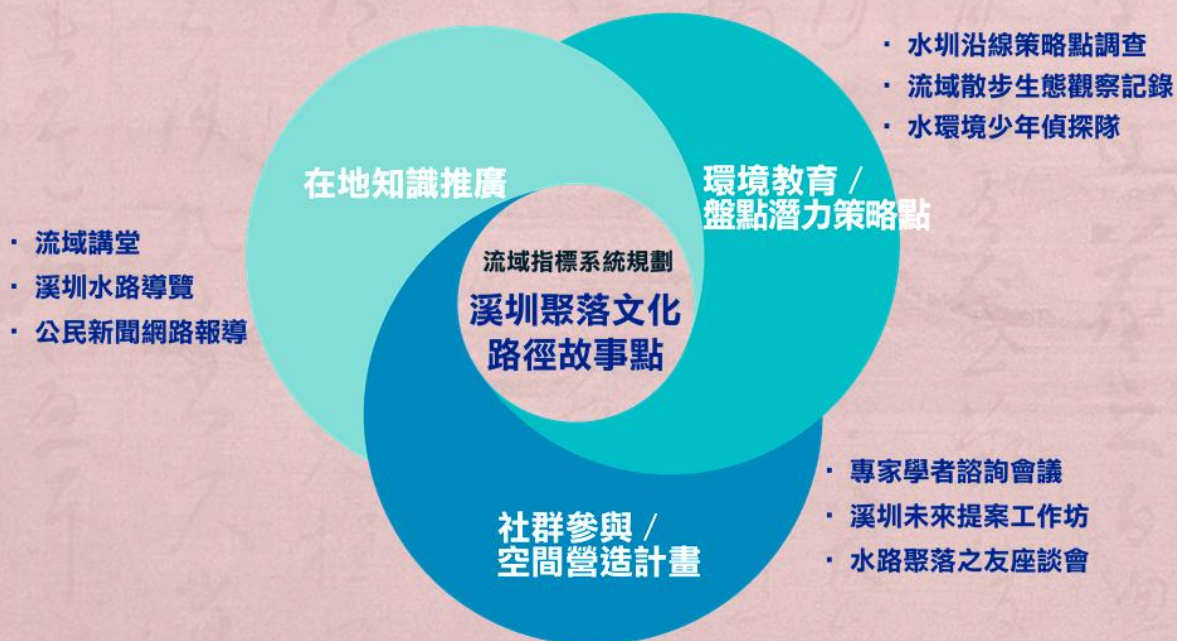 在地知識推廣
· 流域講堂
· 溪圳水路導覽
· 公民新聞網路報導
環境教育 /
盤點潛力策略點
· 水圳沿線策略點調查
· 流域散步生態觀察記錄
· 水環境少年偵探隊
流域指標系統規劃
溪圳聚落文化
路徑故事點
社群參與 /
空間營造計畫
· 專家學者諮詢會議
· 溪圳未來提案工作坊
· 水路聚落之友座談會